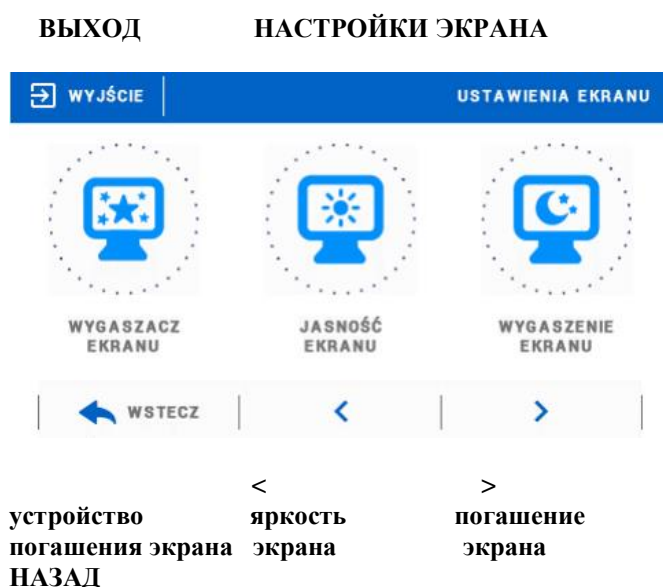 ВЫХОД НАСТРОЙКИ ЭКРАНА
WYJŚCIE USTAWIENIA EKRANU
WYGASZACZ JASNOŚĆ WYGASZENIE
EKRANU EKRANU EKRANU
WSTECZ < >
< >
устройство яркость погашение
погашения экрана экрана экрана
НАЗАД